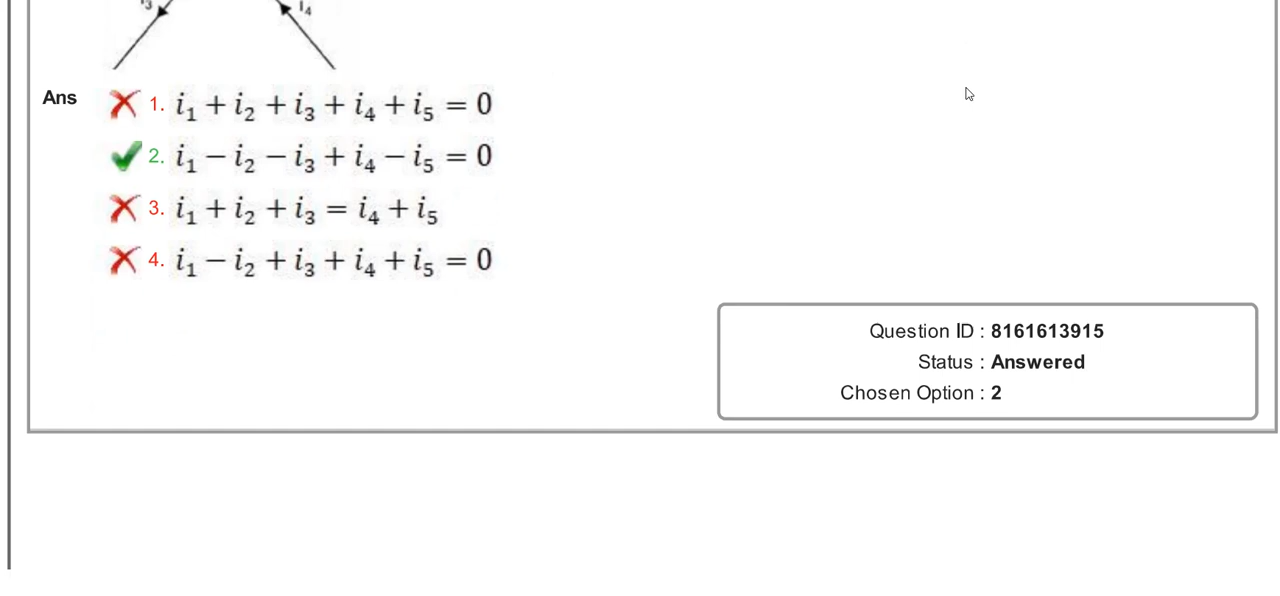 i₃ i₄
Ans
1. i₁ + i₂ + i₃ + i₄ + i₅ = 0
2. i₁ − i₂ − i₃ + i₄ − i₅ = 0
3. i₁ + i₂ + i₃ = i₄ + i₅
4. i₁ − i₂ + i₃ + i₄ + i₅ = 0
Question ID : 8161613915
Status : Answered
Chosen Option : 2